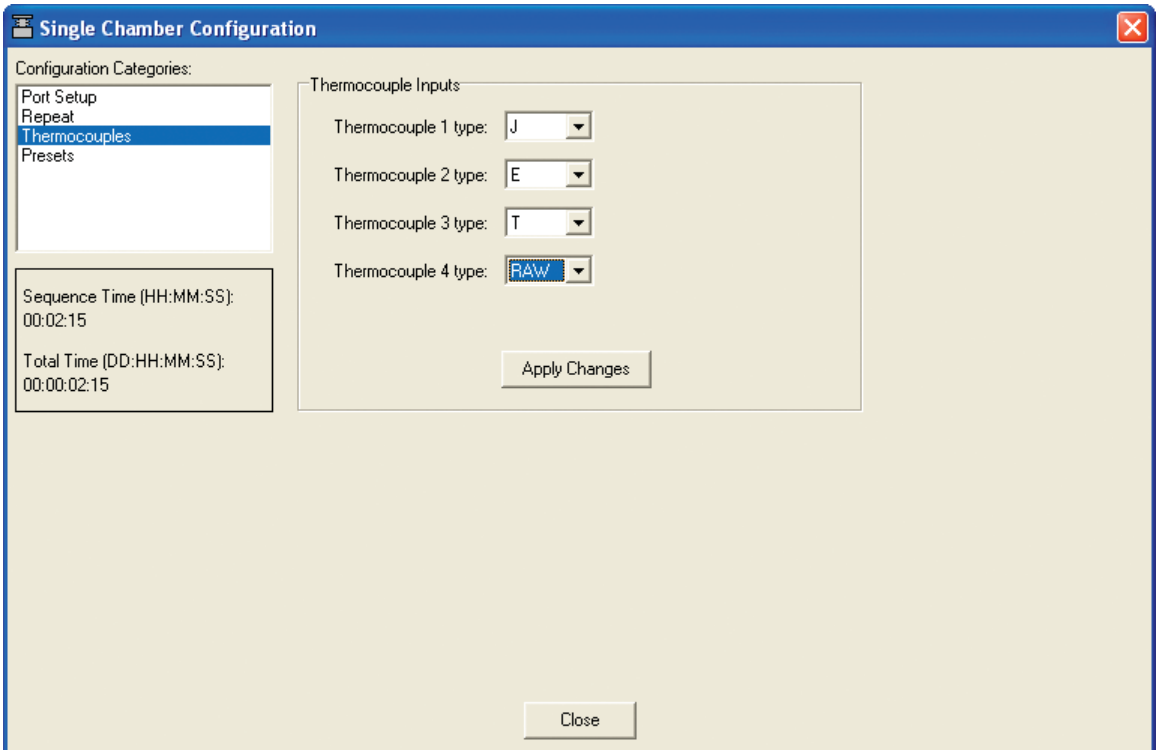 Single Chamber Configuration
Configuration Categories:
Port Setup
Repeat
Thermocouples
Presets
Sequence Time (HH:MM:SS):
00:02:15
Total Time (DD:HH:MM:SS):
00:00:02:15
Thermocouple Inputs
Thermocouple 1 type: J
Thermocouple 2 type: E
Thermocouple 3 type: T
Thermocouple 4 type: RAW
Apply Changes
Close